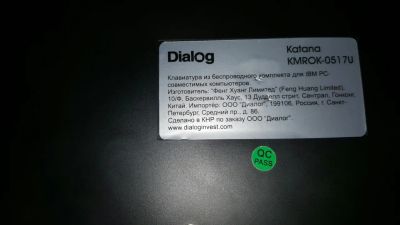 Dialog
Katana
KMROK-0517U
Клавиатура из беспроводного комплекта для IBM PC-
совместимых компьютеров.
Изготовитель: "Фенг Хуанг Лимитед" (Feng Huang Limited),
10/Ф, Баскервилль Хаус, 13 Дудделл стрит, Сентрал, Гонконг,
Китай. Импортер: ООО "Диалог", 199106, Россия, г. Санкт-
Петербург, Средний пр., д. 86.
Сделано в КНР по заказу ООО "Диалог".
www.dialoginvest.com
QC
PASS